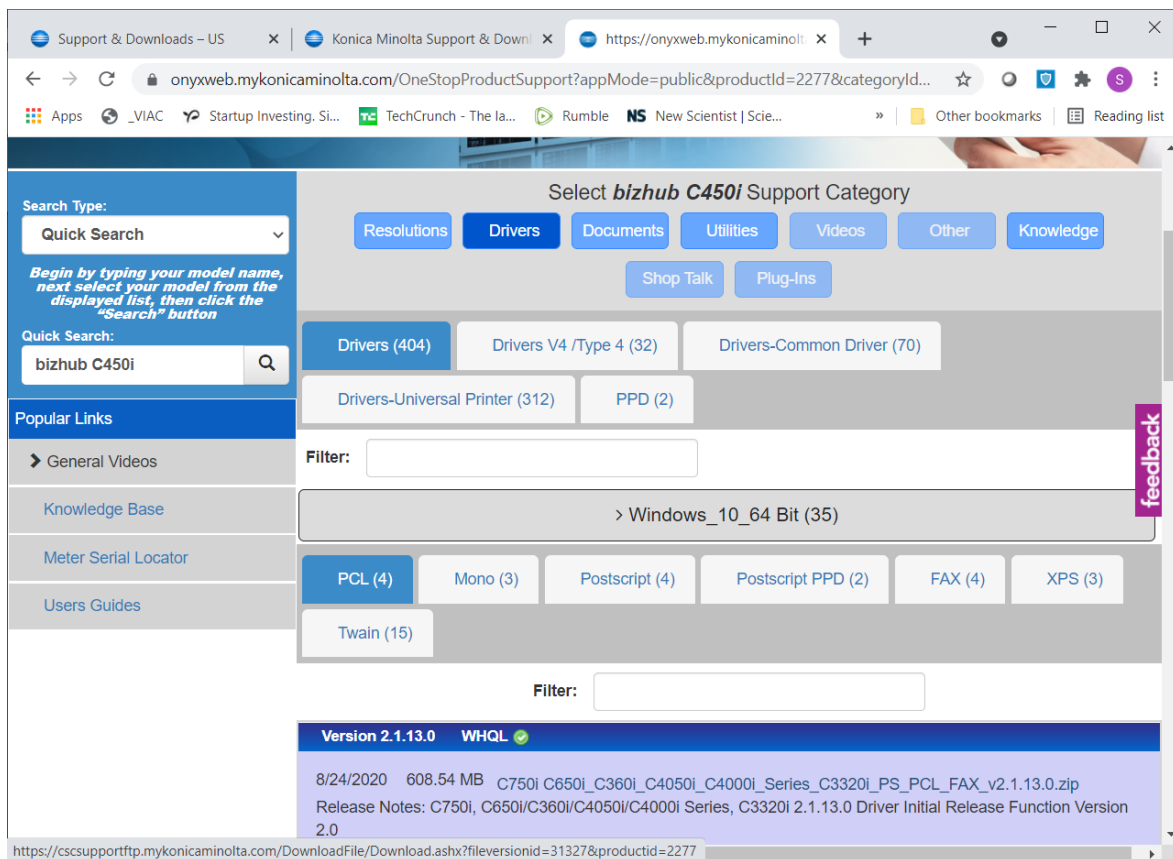 Support & Downloads – US
Konica Minolta Support & Downl
https://onyxweb.mykonicaminolt
onyxweb.mykonicaminolta.com/OneStopProductSupport?appMode=public&productId=2277&categoryId...
S
Apps
_VIAC
Startup Investing. Si...
TechCrunch - The la...
Rumble
NS New Scientist | Scie...
»
Other bookmarks
Reading list
Search Type:
Quick Search
Begin by typing your model name,
next select your model from the
displayed list, then click the
“Search” button
Quick Search:
bizhub C450i
Popular Links
General Videos
Knowledge Base
Meter Serial Locator
Users Guides
Select bizhub C450i Support Category
Resolutions
Drivers
Documents
Utilities
Videos
Other
Knowledge
Shop Talk
Plug-Ins
Drivers (404)
Drivers V4 /Type 4 (32)
Drivers-Common Driver (70)
Drivers-Universal Printer (312)
PPD (2)
Filter:
feedback
> Windows_10_64 Bit (35)
PCL (4)
Mono (3)
Postscript (4)
Postscript PPD (2)
FAX (4)
XPS (3)
Twain (15)
Filter:
Version 2.1.13.0 WHQL
8/24/2020 608.54 MB C750i C650i_C360i_C4050i_C4000i_Series_C3320i_PS_PCL_FAX_v2.1.13.0.zip
Release Notes: C750i, C650i/C360i/C4050i/C4000i Series, C3320i 2.1.13.0 Driver Initial Release Function Version
2.0
https://cscsupportftp.mykonicaminolta.com/DownloadFile/Download.ashx?fileversionid=31327&productid=2277